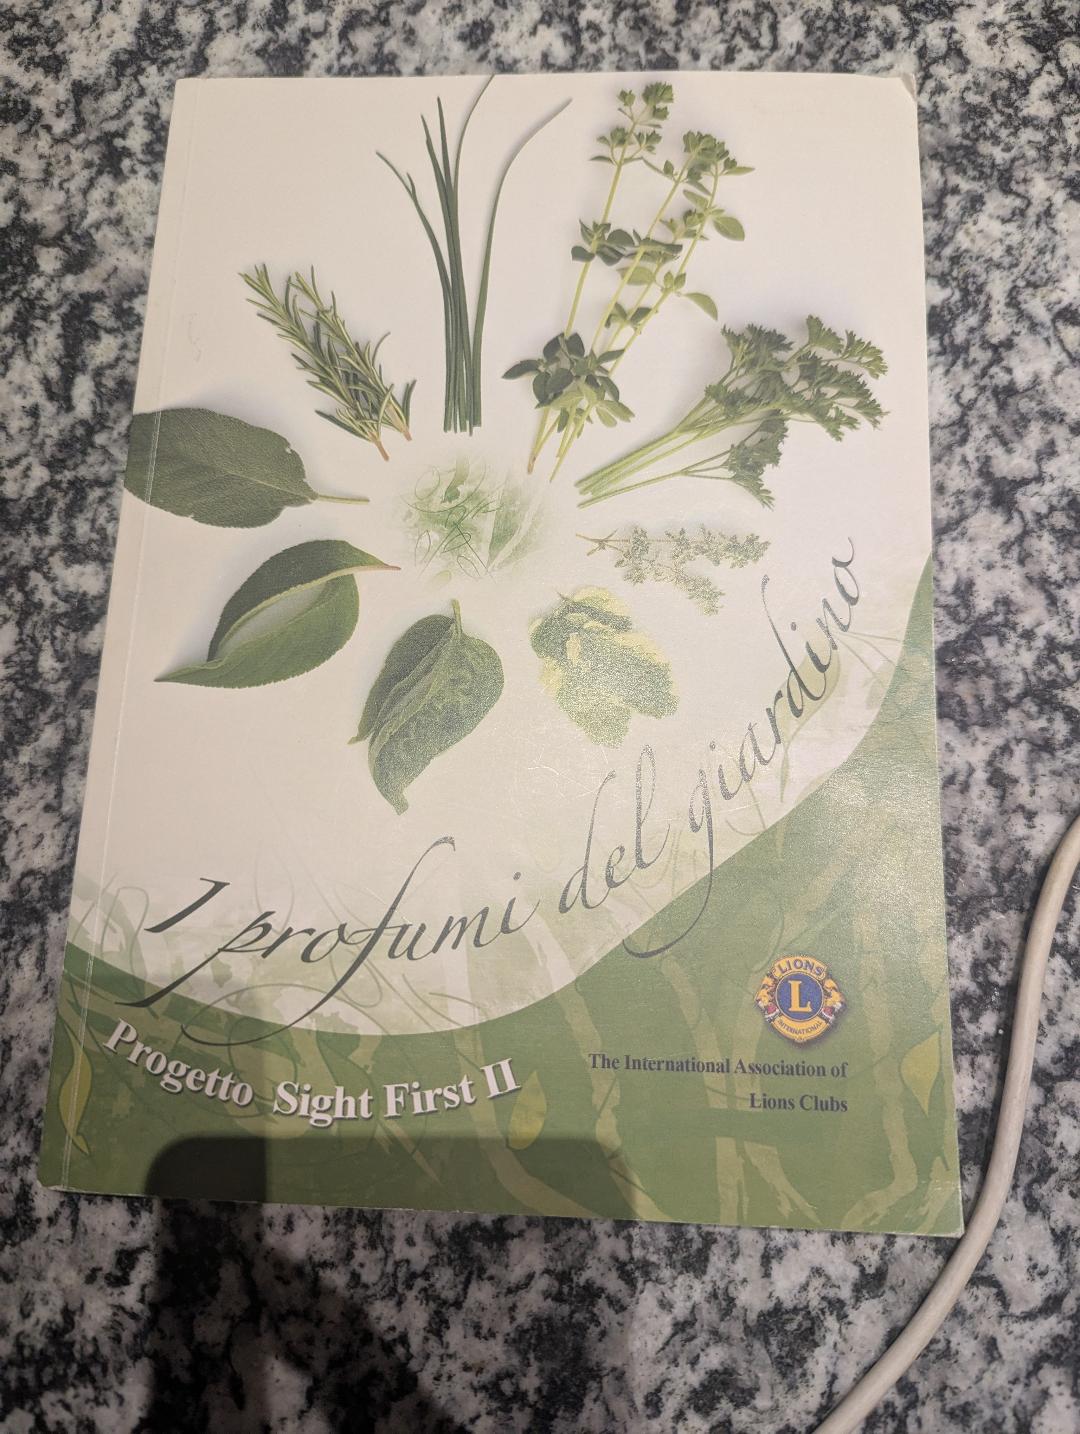 I profumi del giardino
Progetto Sight First II
LIONS
L
INTERNATIONAL
The International Association of
Lions Clubs